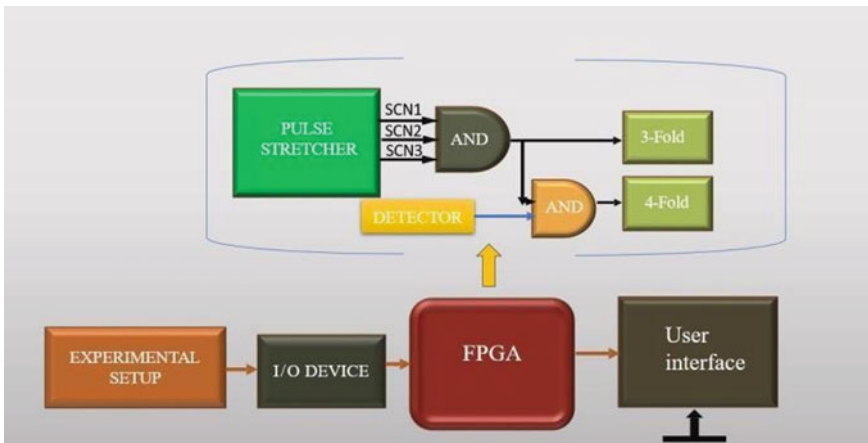 PULSE
STRETCHER
SCN1
SCN2
SCN3
AND
3-Fold
DETECTOR
AND
4-Fold
EXPERIMENTAL
SETUP
I/O DEVICE
FPGA
User
interface